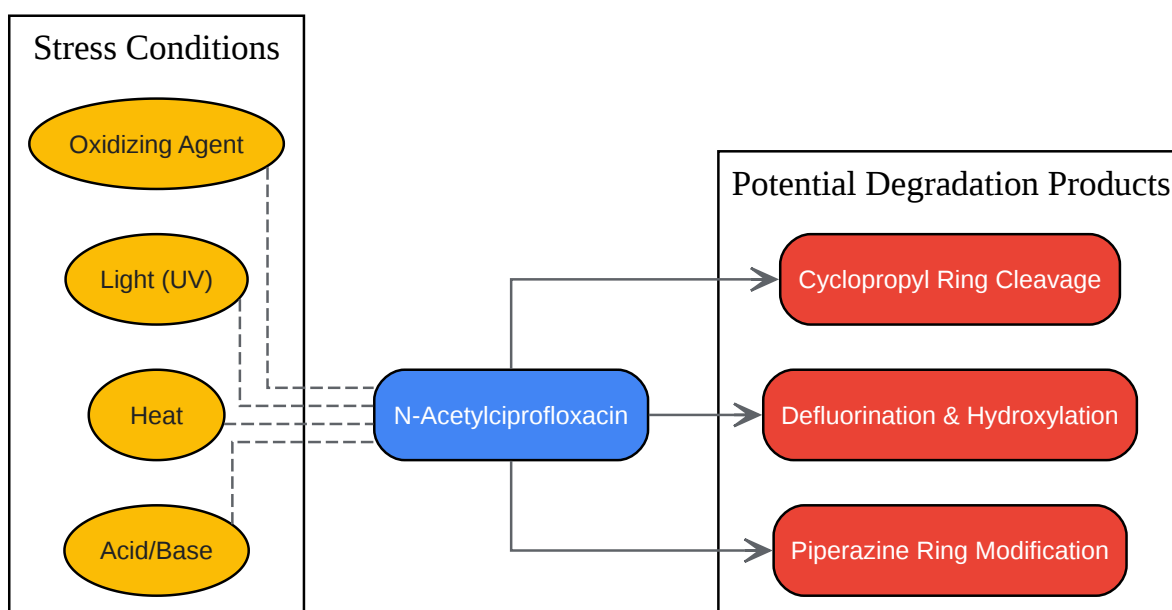 Stress Conditions
Oxidizing Agent
Light (UV)
Heat
Acid/Base
N-Acetylciprofloxacin
Potential Degradation Products
Cyclopropyl Ring Cleavage
Defluorination & Hydroxylation
Piperazine Ring Modification